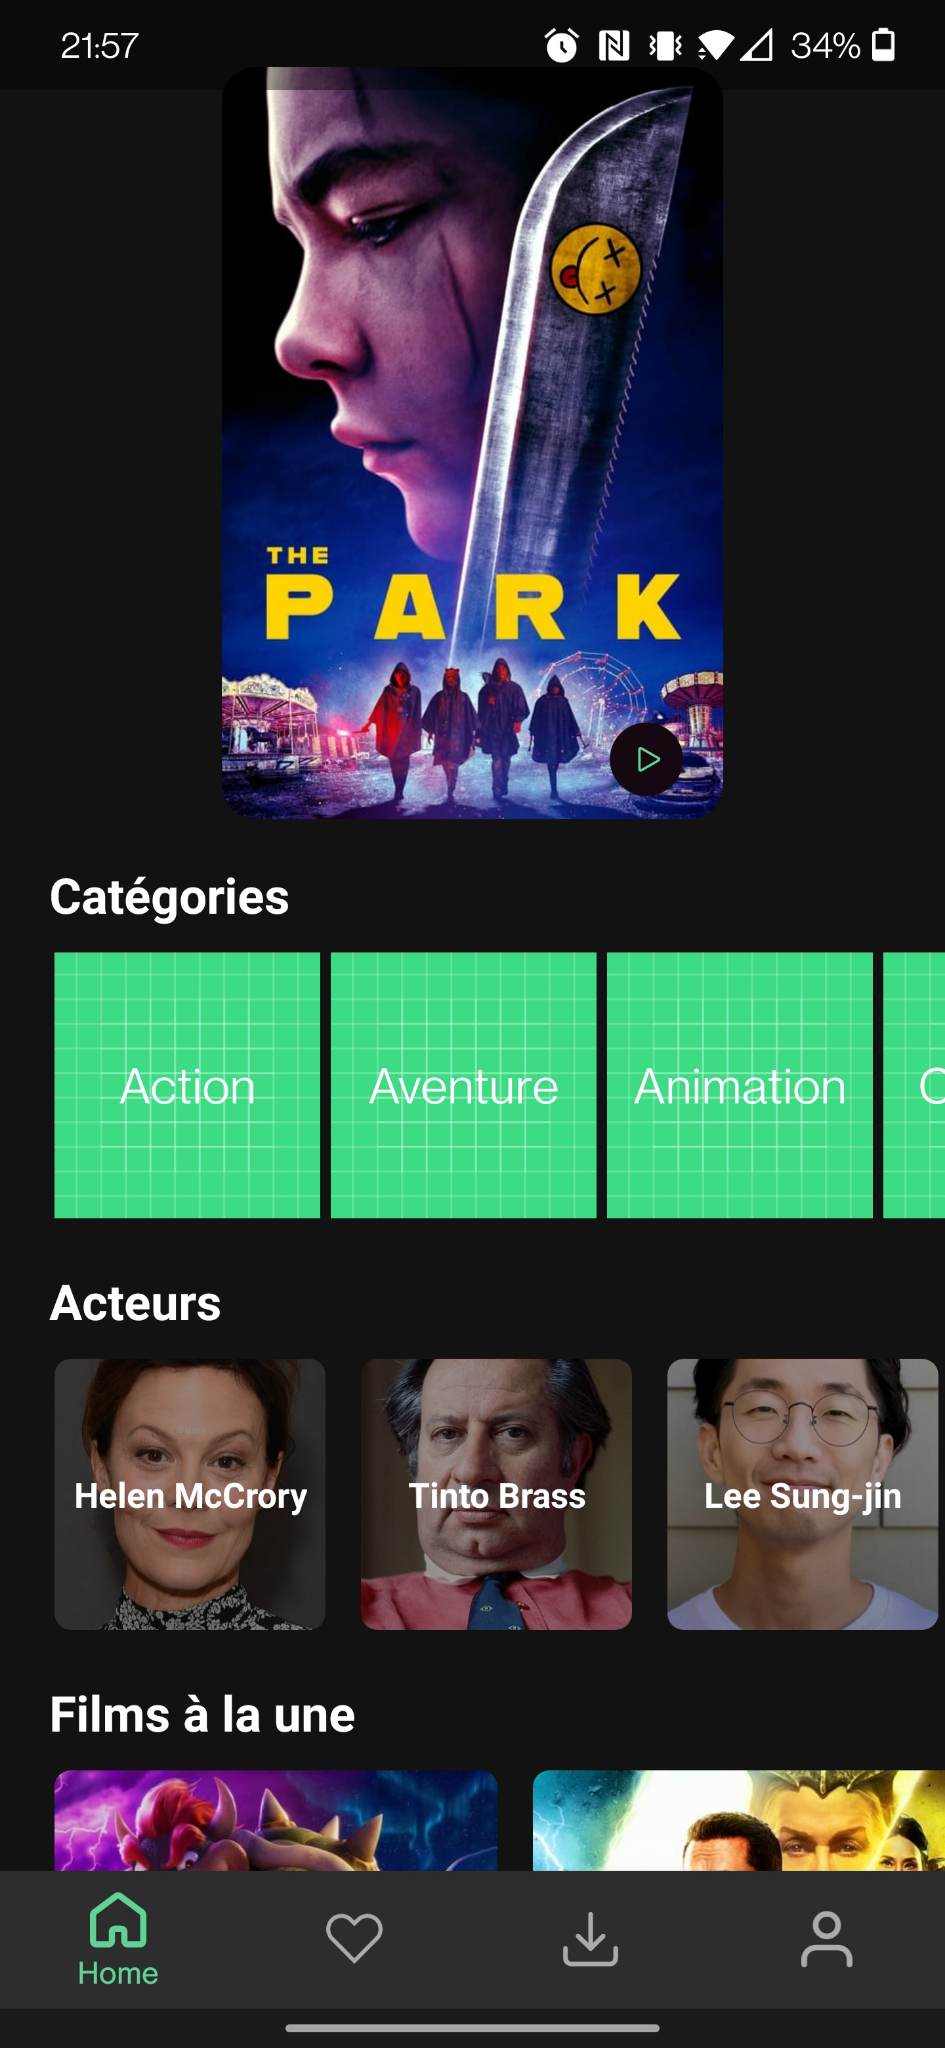 21:57
34%
THE
PARK
Catégories
Action
Aventure
Animation
Acteurs
Helen McCrory
Tinto Brass
Lee Sung-jin
Films à la une
Home